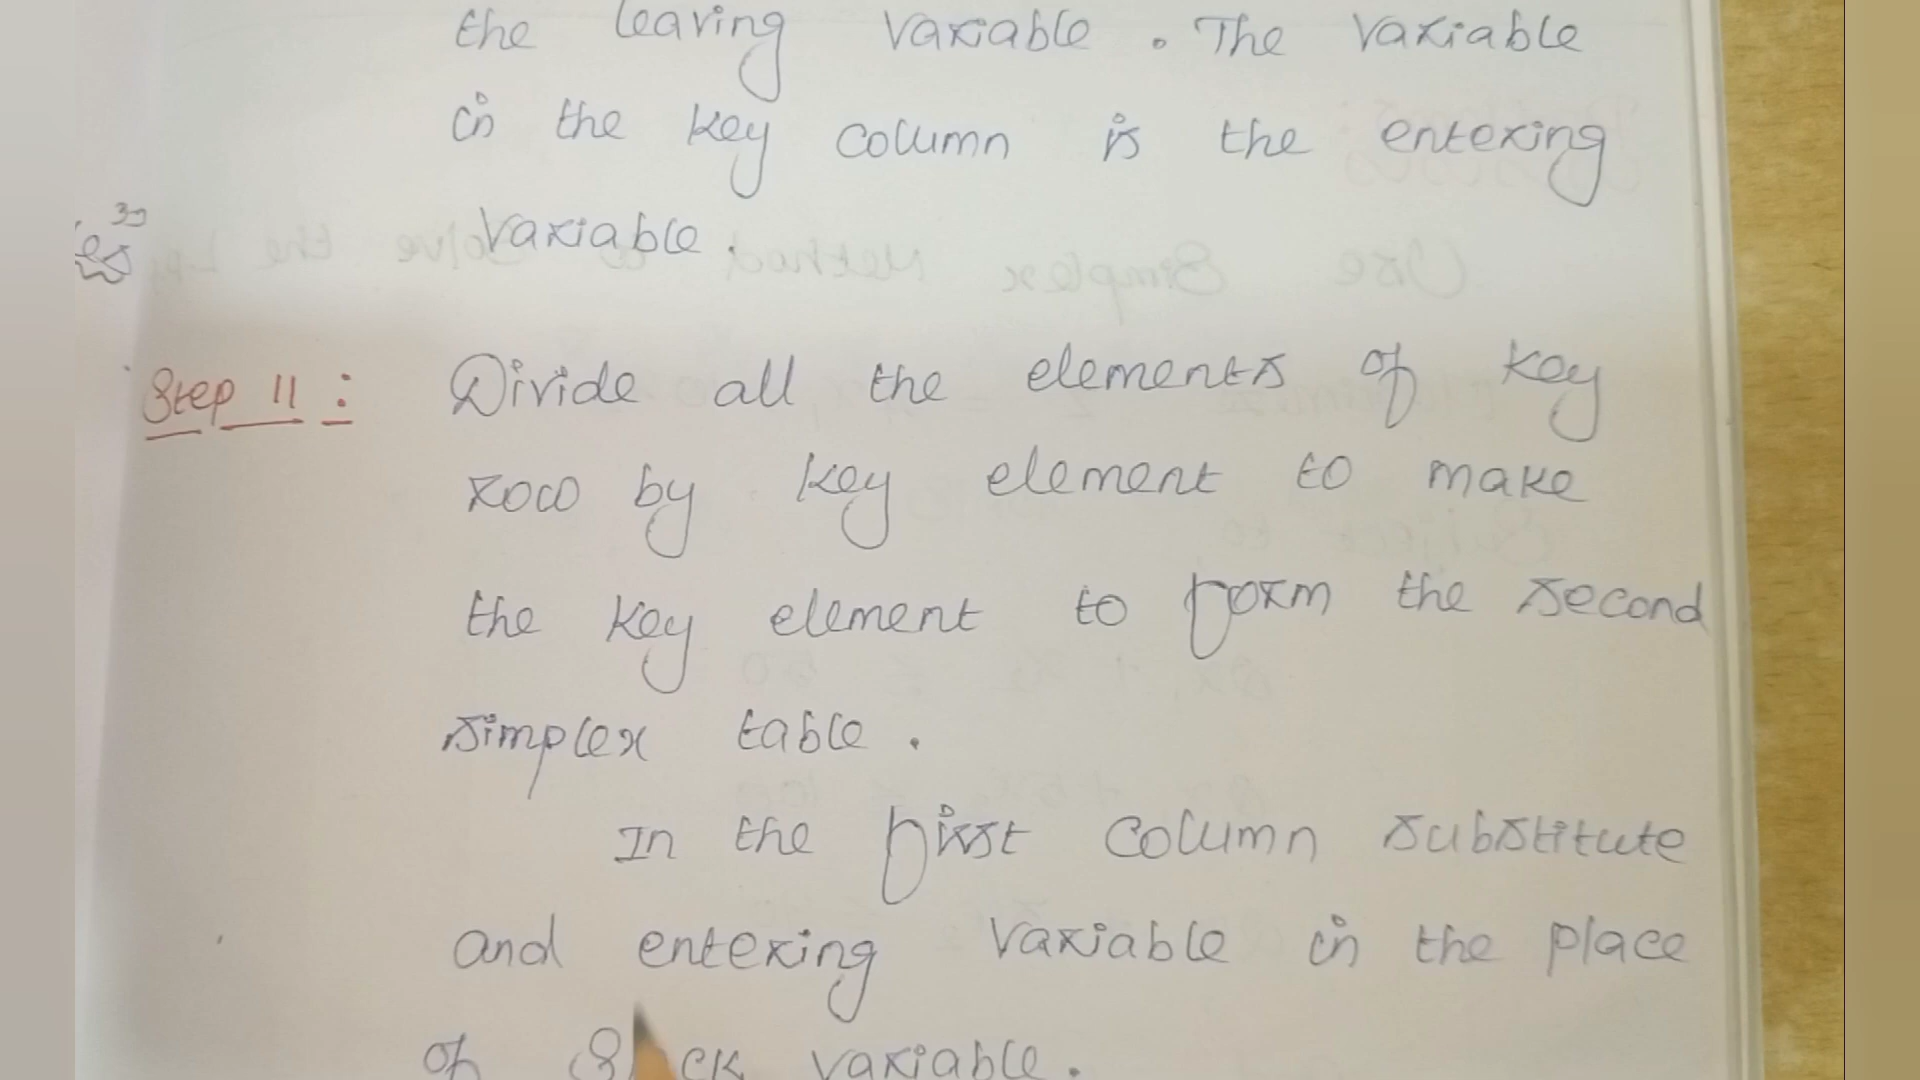 the leaving variable. The variable
in the key column is the entering
variable.
Step 11: Divide all the elements of key
row by key element to make
the key element to form the second
simplex table.
In the first column substitute
and entering variable in the place
of variable.